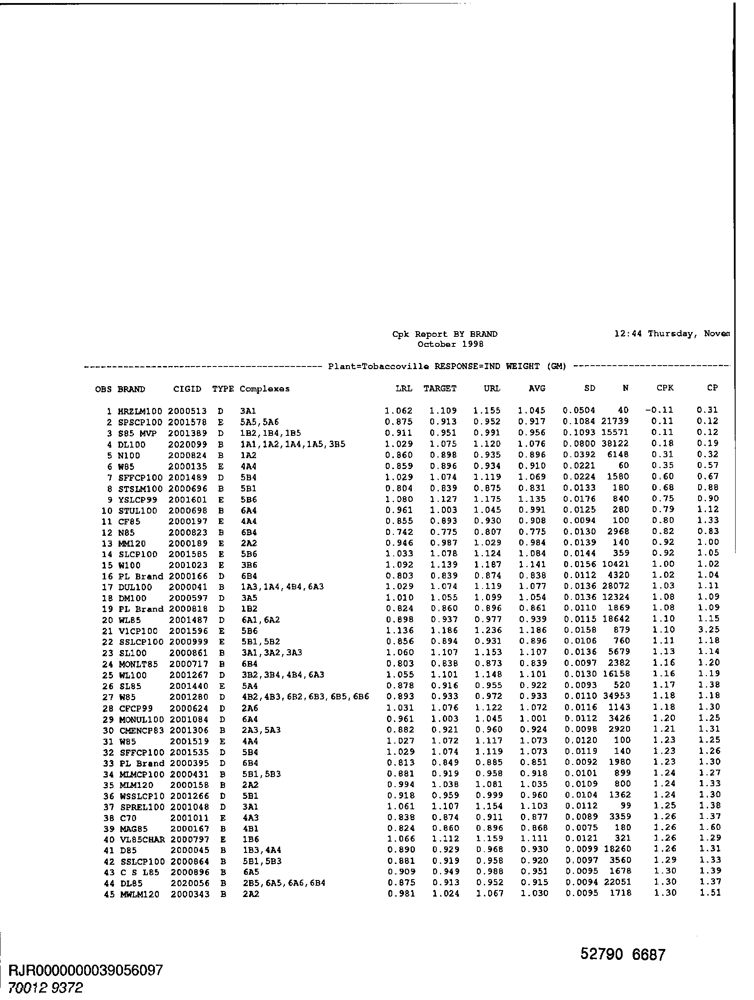 Cpk Report BY BRAND 12:44 Thursday, Novem
October 1998
Plant=Tobaccoville RESPONSE=IND WEIGHT (GM)
OBS BRAND CIGID TYPE Complexes LRL TARGET URL AVG SD N CPK CP
1 HRZLM100 2000513 D 3A1 1.062 1.109 1.155 1.045 0.0504 40 -0.11 0.31
2 SPSCP100 2001578 E 5A5,5A6 0.875 0.913 0.952 0.917 0.1084 21739 0.11 0.12
3 S85 MVP 2001389 D 1B2,1B4,1B5 0.911 0.951 0.991 0.956 0.1093 15571 0.11 0.12
4 DL100 2020099 B 1A1,1A2,1A4,1A5,3B5 1.029 1.075 1.120 1.076 0.0800 38122 0.18 0.19
5 N100 2000824 B 1A2 0.860 0.898 0.935 0.896 0.0392 6148 0.31 0.32
6 W85 2000135 E 4A4 0.859 0.896 0.934 0.910 0.0221 60 0.35 0.57
7 SFFCP100 2001489 D 5B4 1.029 1.074 1.119 1.069 0.0224 1580 0.60 0.67
8 STSLM100 2000696 B 5B1 0.804 0.839 0.875 0.831 0.0133 180 0.68 0.88
9 YSLCP99 2001601 E 5B6 1.080 1.127 1.175 1.135 0.0176 840 0.75 0.90
10 STUL100 2000698 B 6A4 0.961 1.003 1.045 0.991 0.0125 280 0.79 1.12
11 CF85 2000197 E 4A4 0.855 0.893 0.930 0.908 0.0094 100 0.80 1.33
12 N85 2000823 B 6B4 0.742 0.775 0.807 0.775 0.0130 2968 0.82 0.83
13 MM120 2000189 E 2A2 0.946 0.987 1.029 0.984 0.0139 140 0.92 1.00
14 SLCP100 2001585 E 5B6 1.033 1.078 1.124 1.084 0.0144 359 0.92 1.05
15 W100 2001023 E 3B6 1.092 1.139 1.187 1.141 0.0156 10421 1.00 1.02
16 PL Brand 2000166 D 6B4 0.803 0.839 0.874 0.838 0.0112 4320 1.02 1.04
17 DUL100 2000041 B 1A3,1A4,4B4,6A3 1.029 1.074 1.119 1.077 0.0136 28072 1.03 1.11
18 DM100 2000597 D 3A5 1.010 1.055 1.099 1.054 0.0136 12324 1.08 1.09
19 PL Brand 2000818 D 1B2 0.824 0.860 0.896 0.861 0.0110 1869 1.08 1.09
20 WL85 2001487 D 6A1,6A2 0.898 0.937 0.977 0.939 0.0115 18642 1.10 1.15
21 V1CP100 2001596 E 5B6 1.136 1.186 1.236 1.186 0.0158 879 1.10 3.25
22 SSLCP100 2000999 E 5B1,5B2 0.856 0.894 0.931 0.896 0.0106 760 1.11 1.18
23 SL100 2000861 B 3A1,3A2,3A3 1.060 1.107 1.153 1.107 0.0136 5679 1.13 1.14
24 MONLT85 2000717 B 6B4 0.803 0.838 0.873 0.839 0.0097 2382 1.16 1.20
25 WL100 2001267 D 3B2,3B4,4B4,6A3 1.055 1.101 1.148 1.101 0.0130 16158 1.16 1.19
26 SL85 2001440 E 5A4 0.878 0.916 0.955 0.922 0.0093 520 1.17 1.38
27 W85 2001280 D 4B2,4B3,6B2,6B3,6B5,6B6 0.893 0.933 0.972 0.933 0.0110 34953 1.18 1.18
28 CFCP99 2000624 D 2A6 1.031 1.076 1.122 1.072 0.0116 1143 1.18 1.30
29 MONUL100 2001084 D 6A4 0.961 1.003 1.045 1.001 0.0112 3426 1.20 1.25
30 CMENCP83 2001306 B 2A3,5A3 0.882 0.921 0.960 0.924 0.0098 2920 1.21 1.31
31 W85 2001519 E 4A4 1.027 1.072 1.117 1.073 0.0120 100 1.23 1.25
32 SFFCP100 2001535 D 5B4 1.029 1.074 1.119 1.073 0.0119 140 1.23 1.26
33 PL Brand 2000395 D 6B4 0.813 0.849 0.885 0.851 0.0092 1980 1.23 1.30
34 MLMCP100 2000431 B 5B1,5B3 0.881 0.919 0.958 0.918 0.0101 899 1.24 1.27
35 MLM120 2000158 B 2A2 0.994 1.038 1.081 1.035 0.0109 800 1.24 1.33
36 WSSLCP10 2001266 D 5B1 0.918 0.959 0.999 0.960 0.0104 1362 1.24 1.30
37 SPREL100 2001048 D 3A1 1.061 1.107 1.154 1.103 0.0112 99 1.25 1.38
38 C70 2001011 E 4A3 0.838 0.874 0.911 0.877 0.0089 3359 1.26 1.37
39 MAG85 2000167 B 4B1 0.824 0.860 0.896 0.868 0.0075 180 1.26 1.60
40 VL85CHAR 2000797 E 1B6 1.066 1.112 1.159 1.111 0.0121 321 1.26 1.29
41 D85 2000045 B 1B3,4A4 0.890 0.929 0.968 0.930 0.0099 18260 1.26 1.31
42 SSLCP100 2000864 B 5B1,5B3 0.881 0.919 0.958 0.920 0.0097 3560 1.29 1.33
43 C S L85 2000896 B 6A5 0.909 0.949 0.988 0.951 0.0095 1678 1.30 1.39
44 DL85 2020056 B 2B5,6A5,6A6,6B4 0.875 0.913 0.952 0.915 0.0094 22051 1.30 1.37
45 MWLM120 2000343 B 2A2 0.981 1.024 1.067 1.030 0.0095 1718 1.30 1.51
52790 6687
RJR0000000039056097
70012 9372